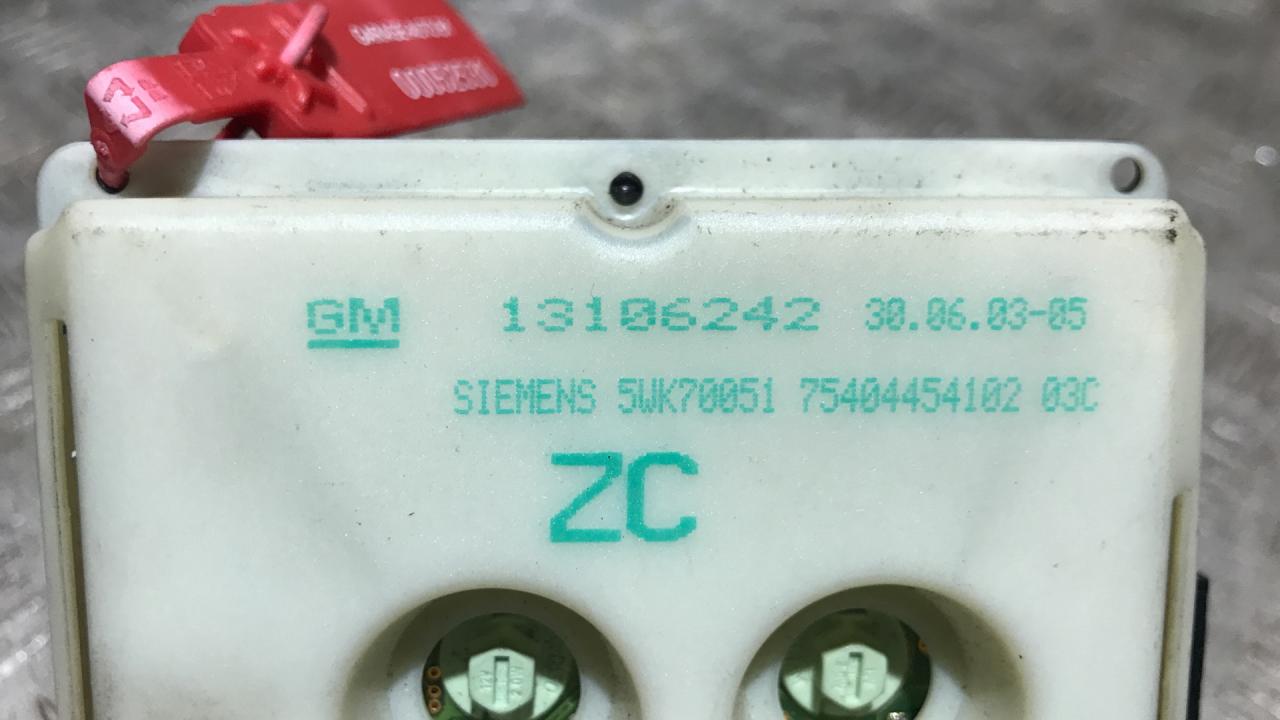 GM 13106242 30.06.03-05
SIEMENS 5WK70051 75404454102 03C
ZC